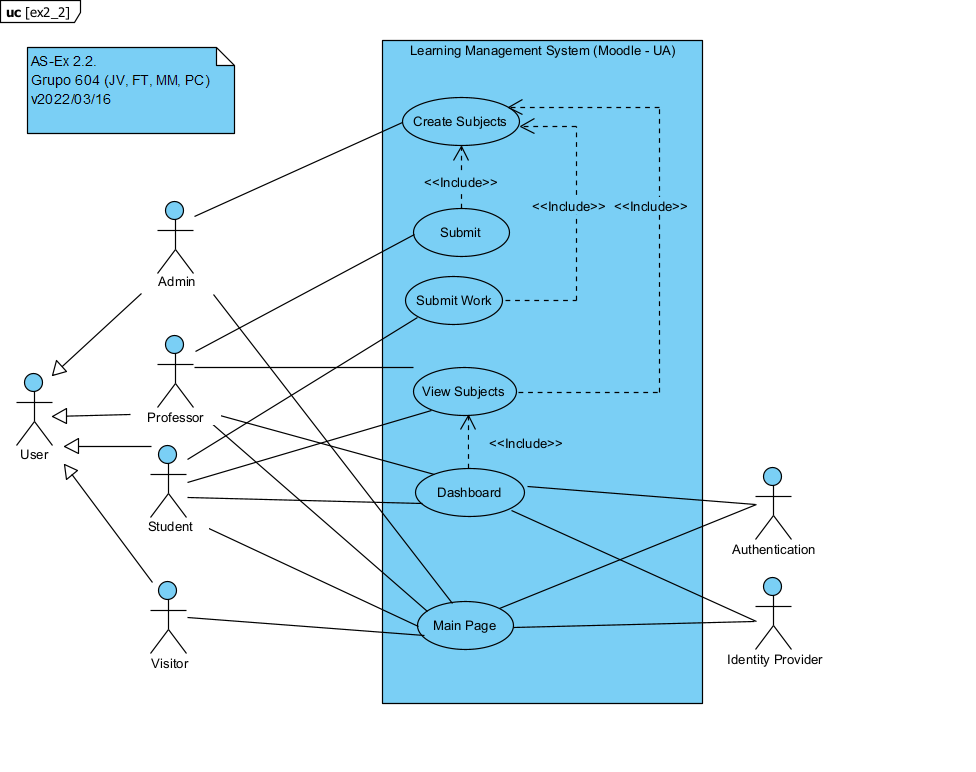 uc [ex2_2]
AS-Ex 2.2.
Grupo 604 (JV, FT, MM, PC)
v2022/03/16
Learning Management System (Moodle - UA)
Create Subjects
<<Include>>
<<Include>>
<<Include>>
Submit
Admin
Submit Work
View Subjects
Professor
<<Include>>
User
Dashboard
Student
Authentication
Main Page
Visitor
Identity Provider